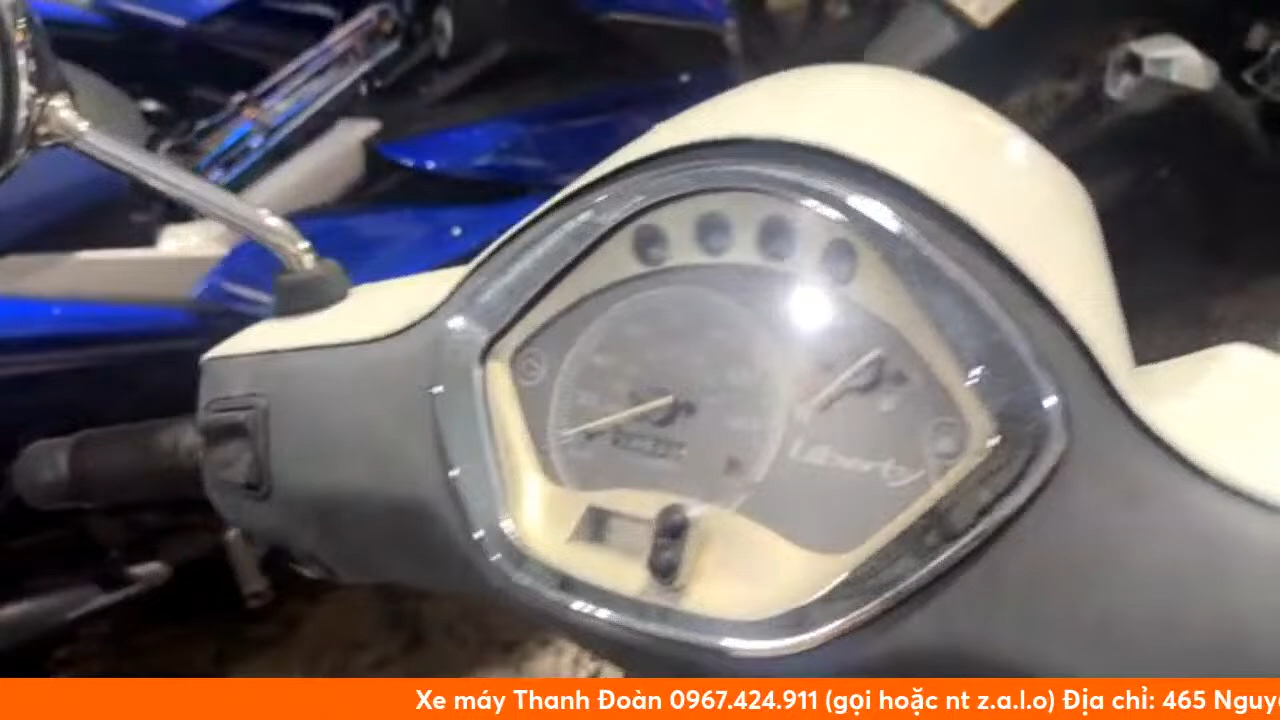 Liberty
Xe máy Thanh Đoàn 0967.424.911 (gọi hoặc nt z.a.l.o) Địa chỉ: 465 Nguy